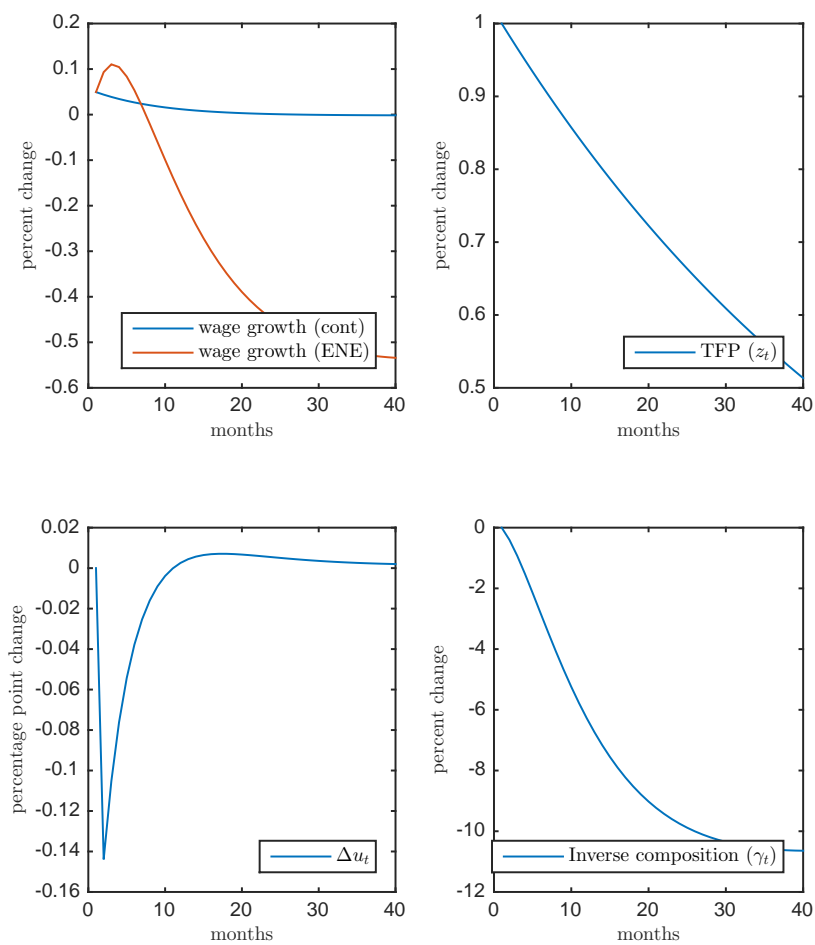 0.2
0.1
0
-0.1
-0.2
-0.3
-0.4
-0.5
-0.6
percent change
wage growth (cont)
wage growth (ENE)
0 10 20 30 40
months
1
0.9
0.8
0.7
0.6
0.5
percent change
TFP (z_t)
0 10 20 30 40
months
0.02
0
-0.02
-0.04
-0.06
-0.08
-0.1
-0.12
-0.14
-0.16
percentage point change
Δu_t
0 10 20 30 40
months
0
-2
-4
-6
-8
-10
-12
percent change
Inverse composition (γ_t)
0 10 20 30 40
months